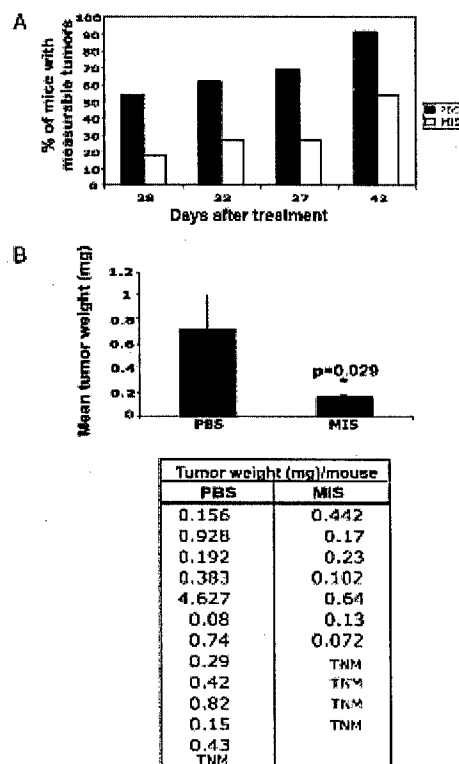 A
% of mice with
measurable tumors
100
90
80
70
60
50
40
30
20
10
0
28 22 27 42
Days after treatment
MIS
B
Mean tumor weight (mg)
1.2
1
0.8
0.6
0.4
0.2
0
p=0.029
*
PBS MIS
Tumor weight (mg)/mouse
PBS MIS
0.156 0.442
0.928 0.17
0.192 0.23
0.383 0.102
4.627 0.64
0.08 0.13
0.74 0.072
0.29 TNM
0.42 TNM
0.82 TNM
0.15 TNM
0.43
TNM